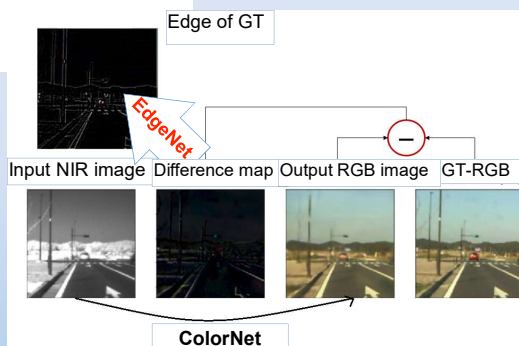 Edge of GT
EdgeNet
−
Input NIR image Difference map Output RGB image GT-RGB
ColorNet